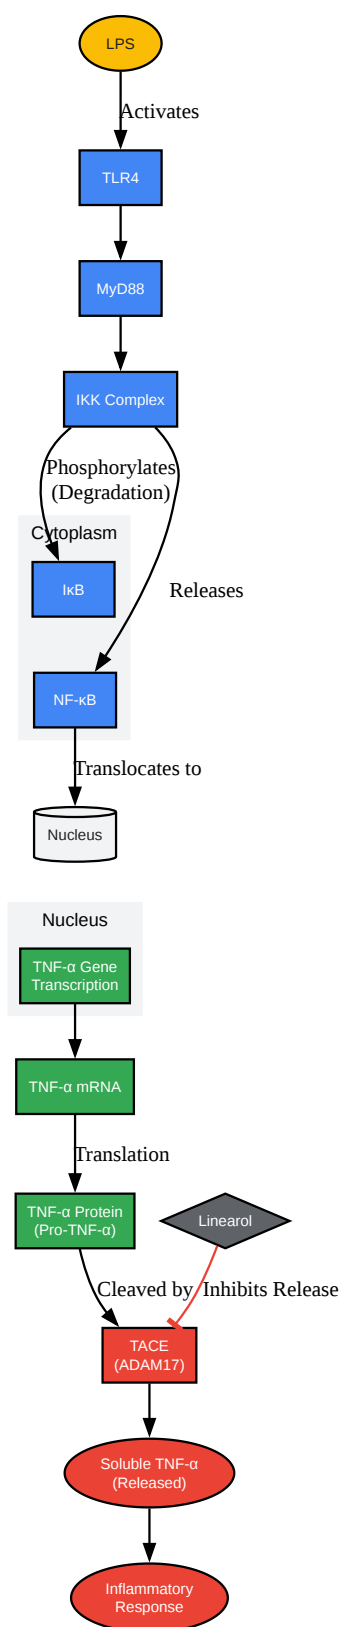 LPS
Activates
TLR4
MyD88
IKK Complex
Phosphorylates
(Degradation)
Cytoplasm
IκB
Releases
NF-κB
Translocates to
Nucleus
Nucleus
TNF-α Gene
Transcription
TNF-α mRNA
Translation
TNF-α Protein
(Pro-TNF-α)
Linearol
Cleaved by
Inhibits Release
TACE
(ADAM17)
Soluble TNF-α
(Released)
Inflammatory
Response